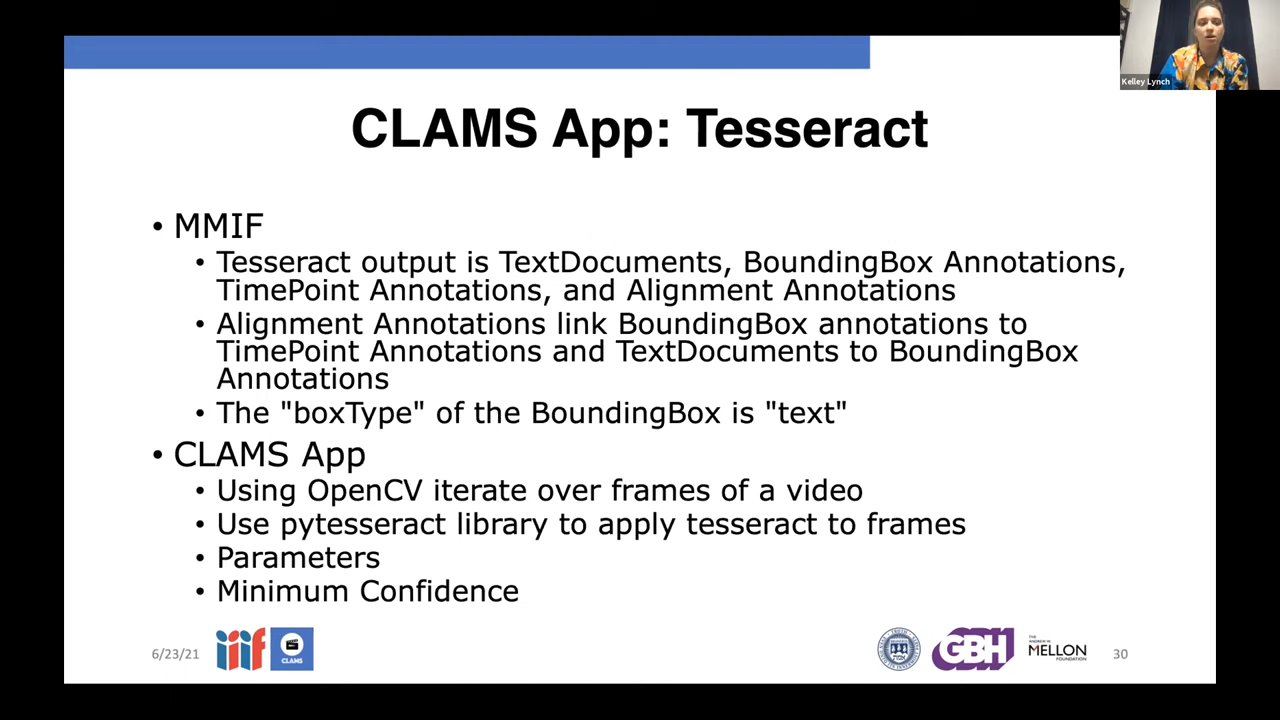 Kelley Lynch
CLAMS App: Tesseract
• MMIF
• Tesseract output is TextDocuments, BoundingBox Annotations,
TimePoint Annotations, and Alignment Annotations
• Alignment Annotations link BoundingBox annotations to
TimePoint Annotations and TextDocuments to BoundingBox
Annotations
• The "boxType" of the BoundingBox is "text"
• CLAMS App
• Using OpenCV iterate over frames of a video
• Use pytesseract library to apply tesseract to frames
• Parameters
• Minimum Confidence
6/23/21
iiif
CLAMS
GBH
THE
ANDREW W.
MELLON
FOUNDATION
30